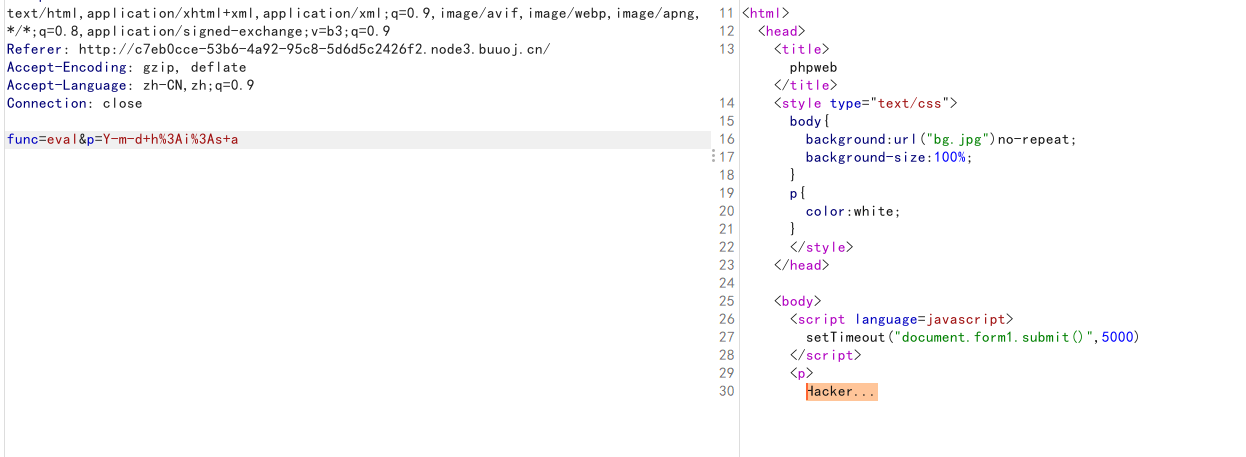 text/html,application/xhtml+xml,application/xml;q=0.9,image/avif,image/webp,image/apng,
*/*;q=0.8,application/signed-exchange;v=b3;q=0.9
Referer: http://c7eb0cce-53b6-4a92-95c8-5d6d5c2426f2.node3.buuoj.cn/
Accept-Encoding: gzip, deflate
Accept-Language: zh-CN,zh;q=0.9
Connection: close
func=eval&p=Y-m-d+h%3Ai%3As+a
11 <html>
12 <head>
13 <title>
phpweb
</title>
14 <style type="text/css">
15 body{
16 background:url("bg.jpg")no-repeat;
17 background-size:100%;
18 }
19 p{
20 color:white;
21 }
22 </style>
23 </head>
24
25 <body>
26 <script language=javascript>
27 setTimeout("document.form1.submit()",5000)
28 </script>
29 <p>
30 Hacker...